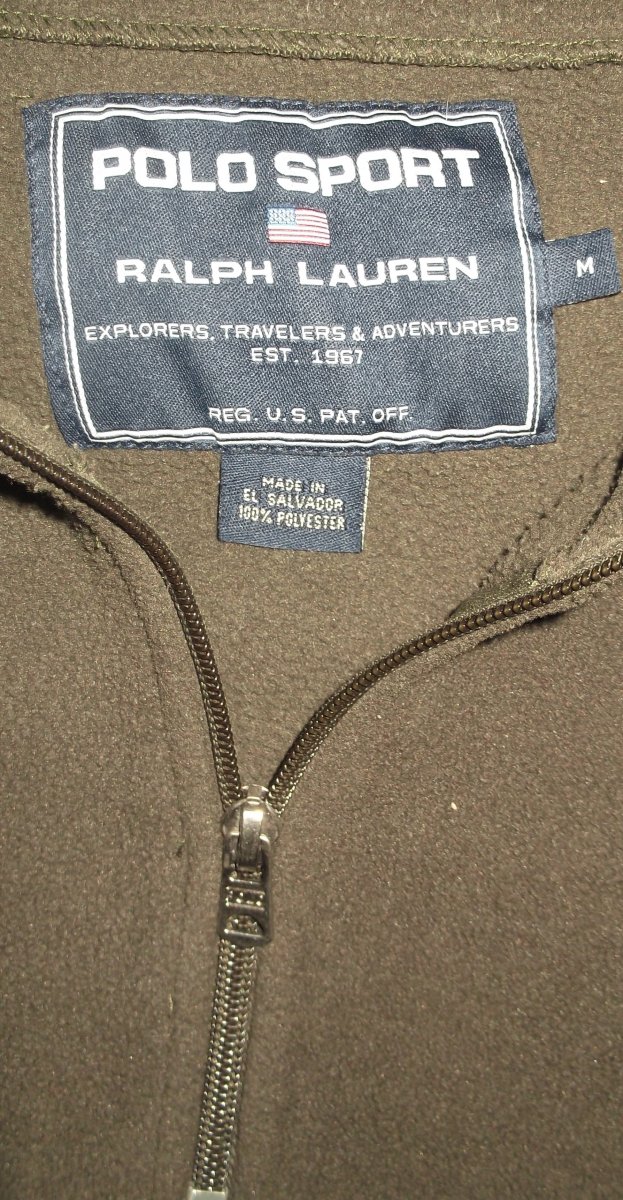 POLO SPORT
RALPH LAUREN
M
EXPLORERS, TRAVELERS & ADVENTURERS
EST. 1967
REG. U.S. PAT. OFF.
MADE IN
EL SALVADOR
100% POLYESTER